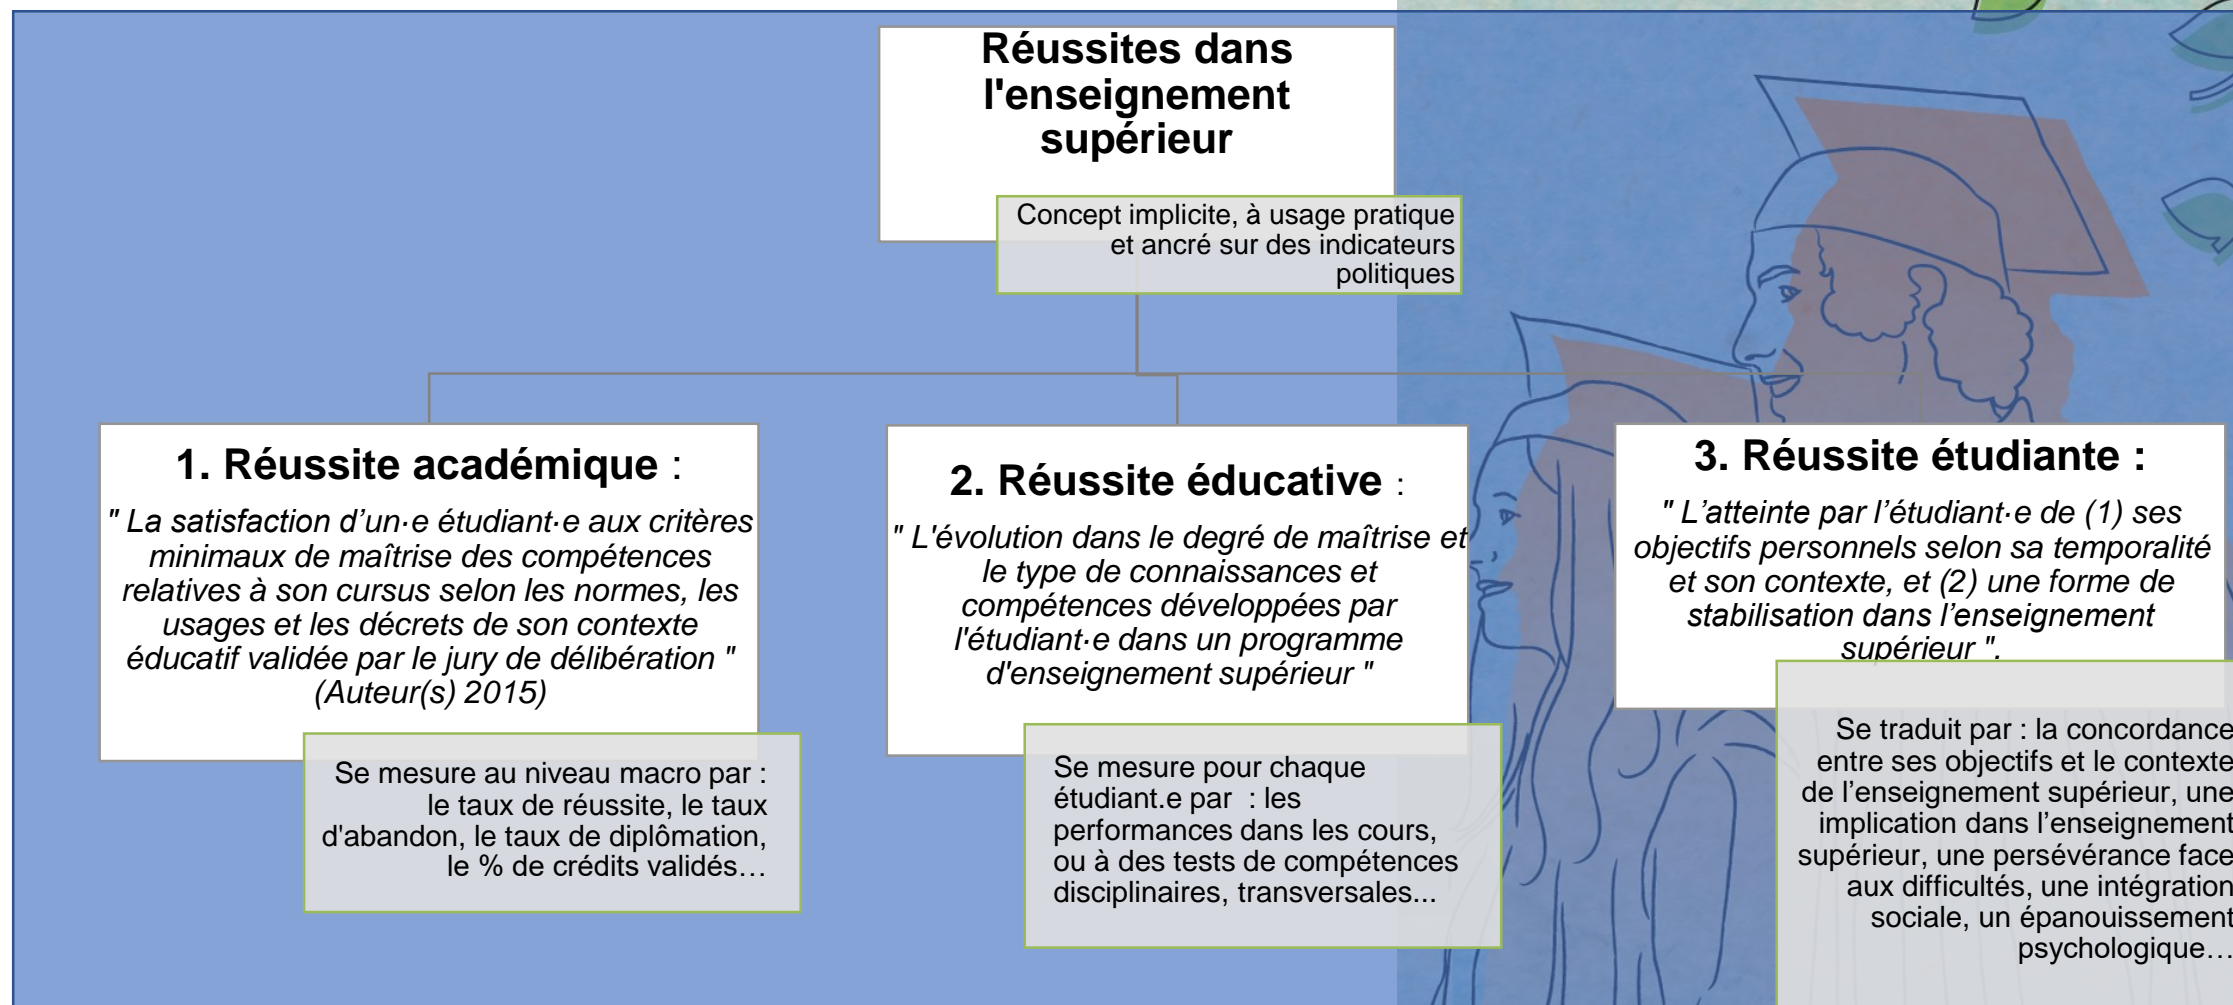 Réussites dans
l'enseignement
supérieur
Concept implicite, à usage pratique
et ancré sur des indicateurs
politiques
1. Réussite académique :
" La satisfaction d’un·e étudiant·e aux critères
minimaux de maîtrise des compétences
relatives à son cursus selon les normes, les
usages et les décrets de son contexte
éducatif validée par le jury de délibération "
(Auteur(s) 2015)
Se mesure au niveau macro par :
le taux de réussite, le taux
d'abandon, le taux de diplômation,
le % de crédits validés…
2. Réussite éducative :
" L'évolution dans le degré de maîtrise et
le type de connaissances et
compétences développées par
l'étudiant·e dans un programme
d'enseignement supérieur "
Se mesure pour chaque
étudiant.e par  : les
performances dans les cours,
ou à des tests de compétences
disciplinaires, transversales...
3. Réussite étudiante :
" L’atteinte par l’étudiant·e de (1) ses
objectifs personnels selon sa temporalité
et son contexte, et (2) une forme de
stabilisation dans l’enseignement
supérieur ".
Se traduit par : la concordance
entre ses objectifs et le contexte
de l’enseignement supérieur, une
implication dans l’enseignement
supérieur, une persévérance face
aux difficultés, une intégration
sociale, un épanouissement
psychologique…